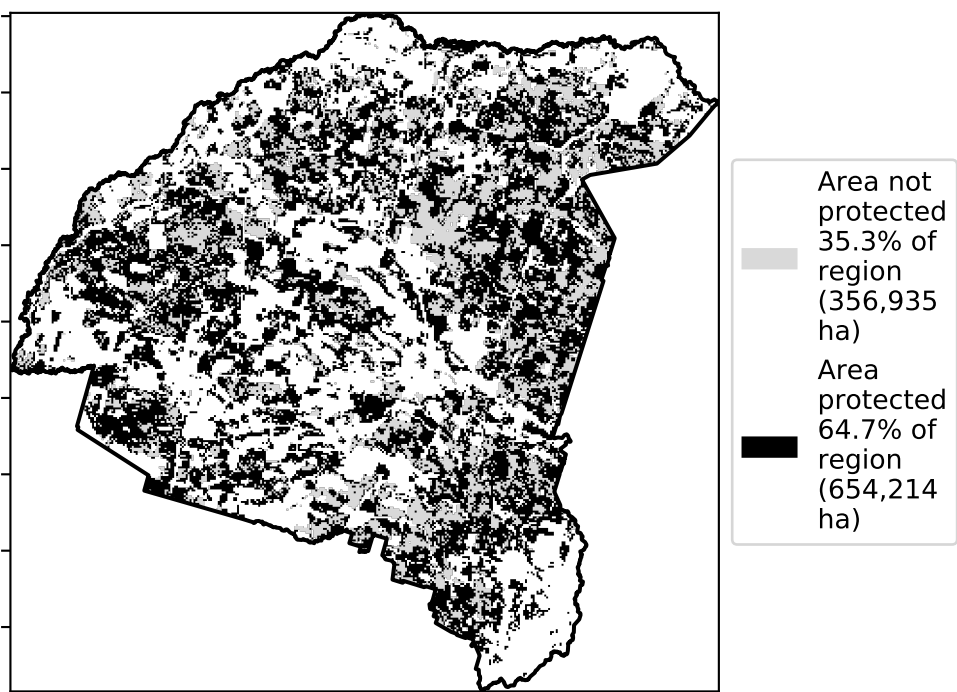 Area not
protected
35.3% of
region
(356,935
ha)
Area
protected
64.7% of
region
(654,214
ha)